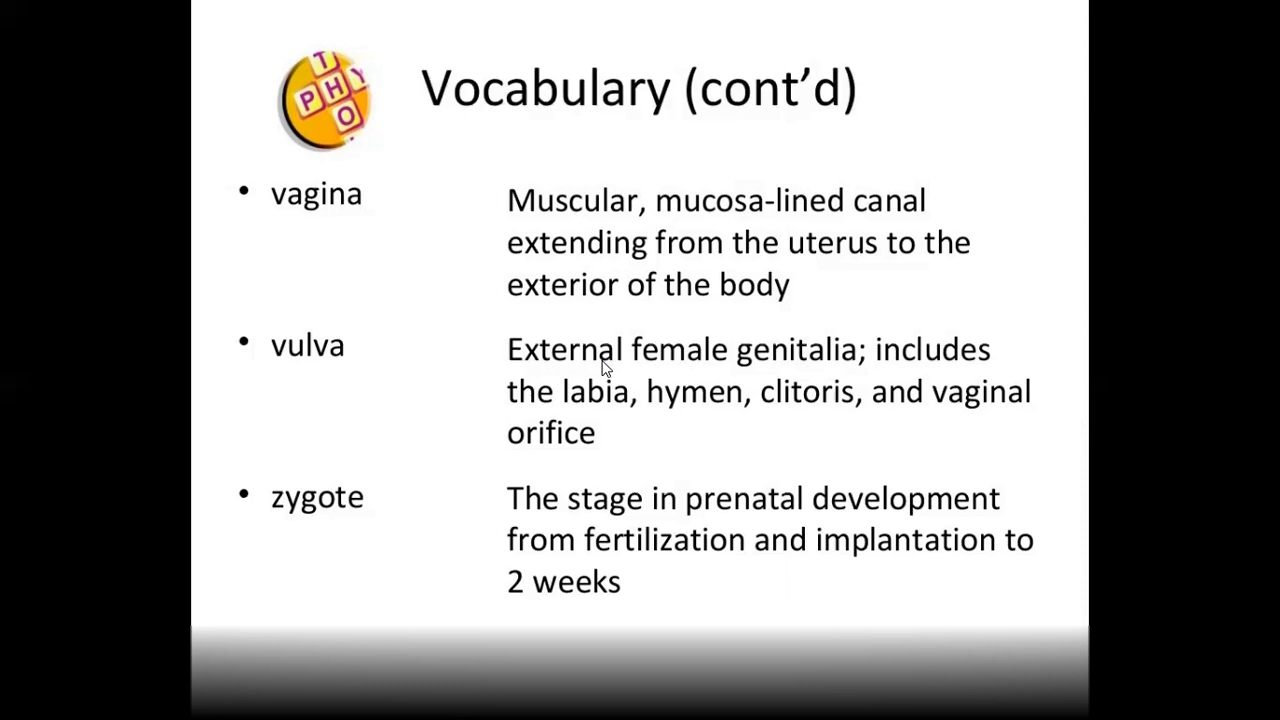 T
PHY
O
Vocabulary (cont’d)
• vagina
Muscular, mucosa-lined canal
extending from the uterus to the
exterior of the body
• vulva
External female genitalia; includes
the labia, hymen, clitoris, and vaginal
orifice
• zygote
The stage in prenatal development
from fertilization and implantation to
2 weeks